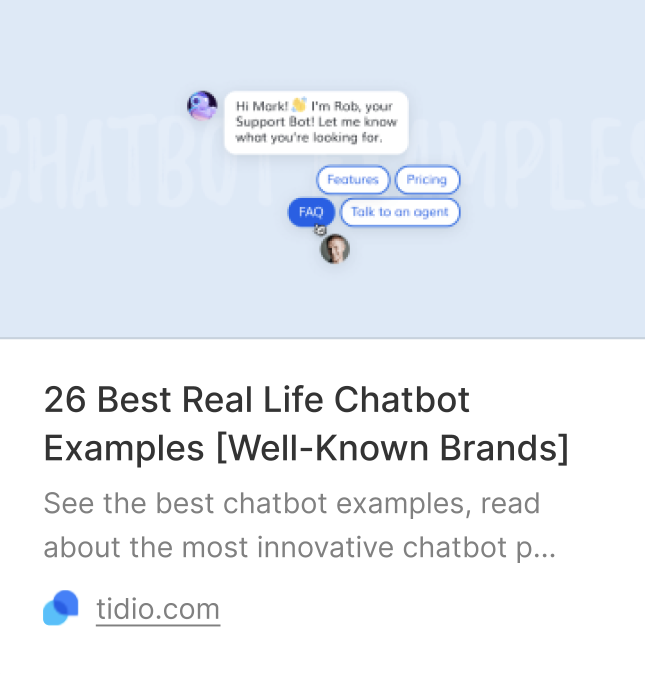 CHATBOT EXAMPLES
Hi Mark! 👋 I'm Rob, your
Support Bot! Let me know
what you're looking for.
Features
Pricing
FAQ
Talk to an agent
26 Best Real Life Chatbot
Examples [Well-Known Brands]
See the best chatbot examples, read
about the most innovative chatbot p...
tidio.com